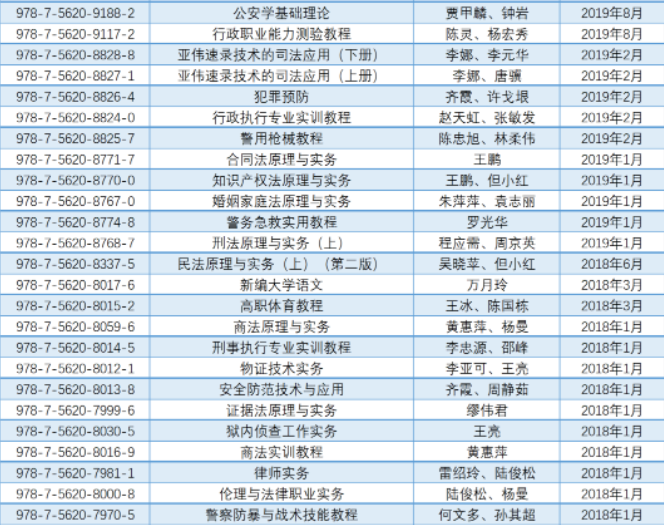 978-7-5620-9188-2 公安学基础理论 贾甲麟、钟岩 2019年8月
978-7-5620-9117-2 行政职业能力测验教程 陈灵、杨宏秀 2019年8月
978-7-5620-8828-8 亚伟速录技术的司法应用（下册） 李娜、李元华 2019年2月
978-7-5620-8827-1 亚伟速录技术的司法应用（上册） 李娜、唐骥 2019年2月
978-7-5620-8826-4 犯罪预防 齐霞、许戈垠 2019年2月
978-7-5620-8824-0 行政执行专业实训教程 赵天虹、张敏发 2019年2月
978-7-5620-8825-7 警用枪械教程 陈忠旭、林柔伟 2019年2月
978-7-5620-8771-7 合同法原理与实务 王鹏 2019年1月
978-7-5620-8770-0 知识产权法原理与实务 王鹏、但小红 2019年1月
978-7-5620-8767-0 婚姻家庭法原理与实务 朱萍萍、袁志丽 2019年1月
978-7-5620-8774-8 警务急救实用教程 罗光华 2019年1月
978-7-5620-8768-7 刑法原理与实务（上） 程应需、周京英 2019年1月
978-7-5620-8337-5 民法原理与实务（上）（第二版） 吴晓苹、但小红 2018年6月
978-7-5620-8017-6 新编大学语文 万月玲 2018年3月
978-7-5620-8015-2 高职体育教程 王冰、陈国栋 2018年3月
978-7-5620-8059-6 商法原理与实务 黄惠萍、杨曼 2018年1月
978-7-5620-8014-5 刑事执行专业实训教程 李忠源、邵峰 2018年1月
978-7-5620-8012-1 物证技术实务 李亚可、王亮 2018年1月
978-7-5620-8013-8 安全防范技术与应用 齐霞、周静茹 2018年1月
978-7-5620-7999-6 证据法原理与实务 缪伟君 2018年1月
978-7-5620-8030-5 狱内侦查工作实务 王亮 2018年1月
978-7-5620-8016-9 商法实训教程 黄惠萍 2018年1月
978-7-5620-7981-1 律师实务 雷绍玲、陆俊松 2018年1月
978-7-5620-8000-8 伦理与法律职业实务 陆俊松、杨曼 2018年1月
978-7-5620-7970-5 警察防暴与战术技能教程 何文多、孙其超 2018年1月